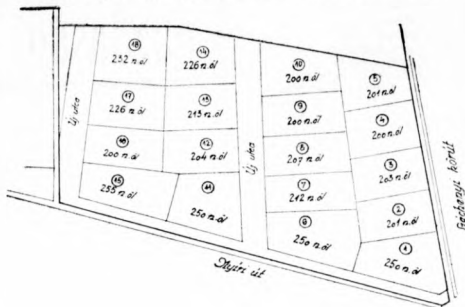 18
232 n.öl
14
226 n.öl
10
200 n.öl
5
201 n.öl
17
226 n.öl
13
213 n.öl
9
200 n.öl
4
200 n.öl
16
200 n.öl
12
204 n.öl
8
207 n.öl
3
203 n.öl
15
255 n.öl
11
250 n.öl
7
212 n.öl
2
201 n.öl
6
250 n.öl
1
250 n.öl
Új utca
Új utca
Széchenyi körút
Nyíri út